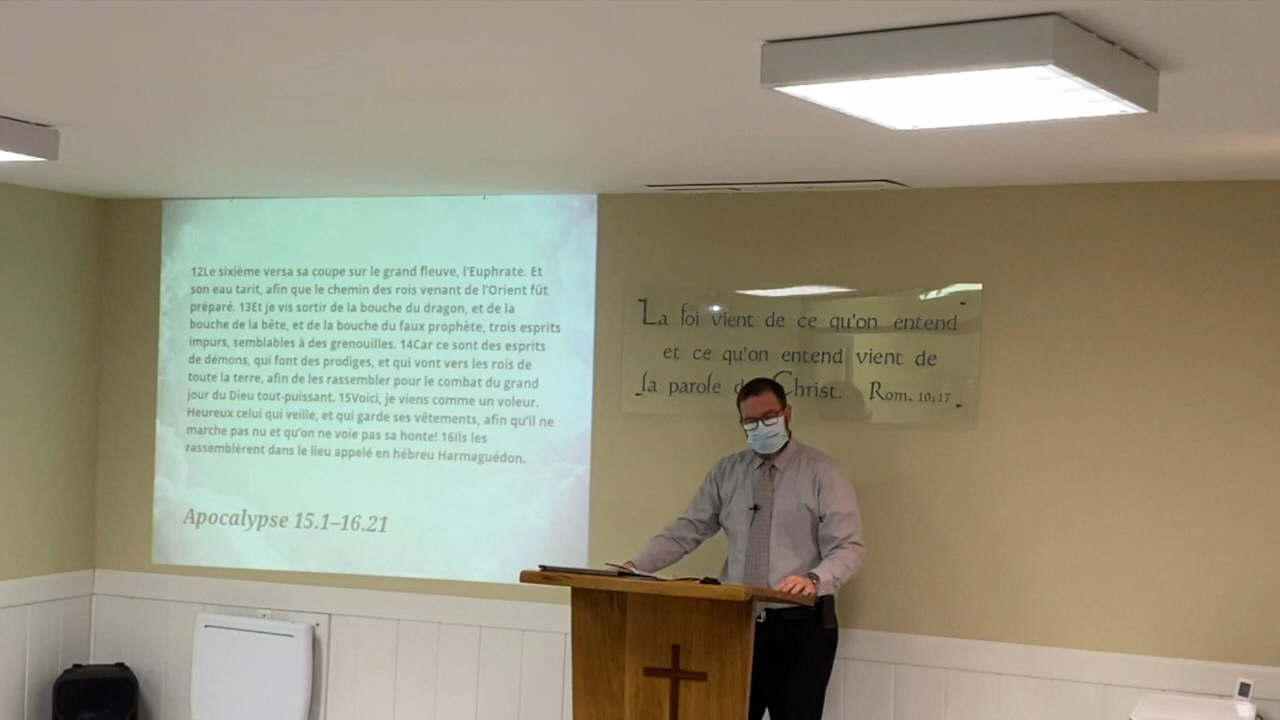 12Le sixième versa sa coupe sur le grand fleuve, l'Euphrate. Et
son eau tarit, afin que le chemin des rois venant de l'Orient fût
préparé. 13Et je vis sortir de la bouche du dragon, et de la
bouche de la bête, et de la bouche du faux prophète, trois esprits
impurs, semblables à des grenouilles. 14Car ce sont des esprits
de démons, qui font des prodiges, et qui vont vers les rois de
toute la terre, afin de les rassembler pour le combat du grand
jour du Dieu tout-puissant. 15Voici, je viens comme un voleur.
Heureux celui qui veille, et qui garde ses vêtements, afin qu'il ne
marche pas nu et qu'on ne voie pas sa honte! 16Ils les
rassemblèrent dans le lieu appelé en hébreu Harmaguédon.
Apocalypse 15.1–16.21
La foi vient de ce qu'on entend
et ce qu'on entend vient de
la parole Christ. Rom. 10:17